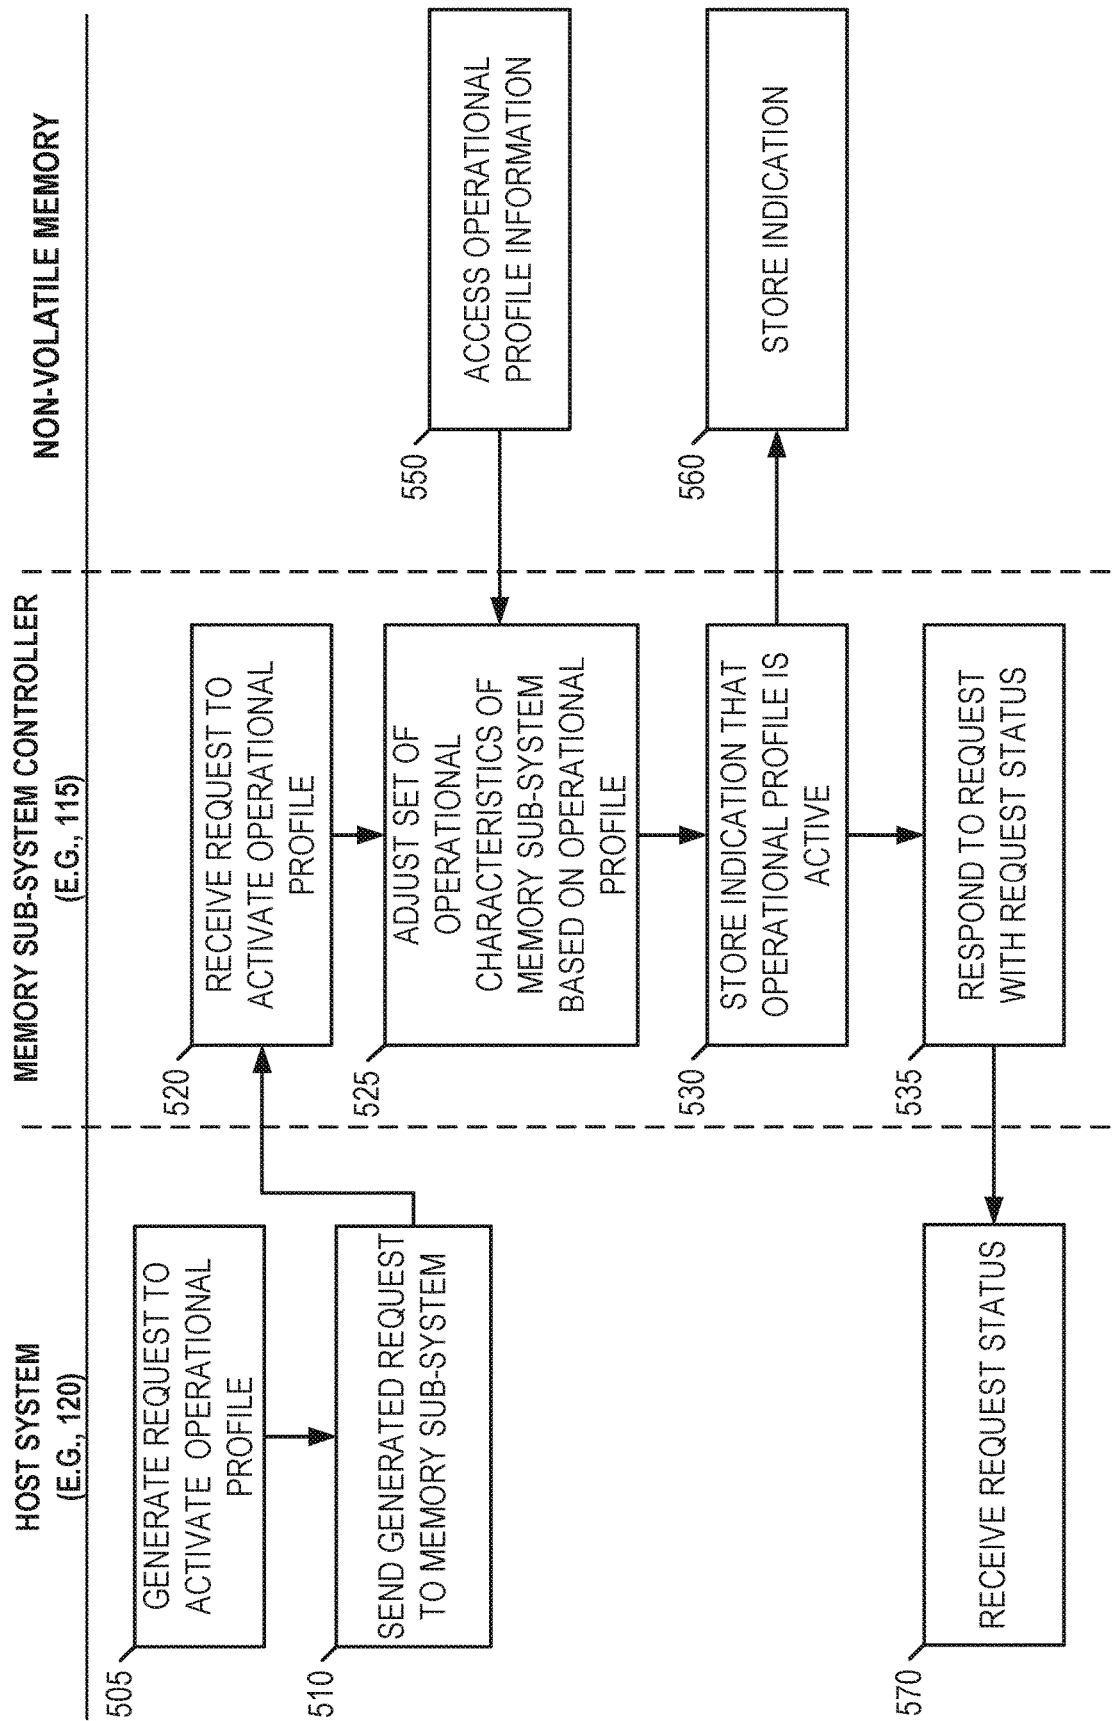 HOST SYSTEM
(E.G., 120)
MEMORY SUB-SYSTEM CONTROLLER
(E.G., 115)
NON-VOLATILE MEMORY
505
GENERATE REQUEST TO
ACTIVATE OPERATIONAL
PROFILE
510
SEND GENERATED REQUEST
TO MEMORY SUB-SYSTEM
520
RECEIVE REQUEST TO
ACTIVATE OPERATIONAL
PROFILE
525
ADJUST SET OF
OPERATIONAL
CHARACTERISTICS OF
MEMORY SUB-SYSTEM
BASED ON OPERATIONAL
PROFILE
550
ACCESS OPERATIONAL
PROFILE INFORMATION
530
STORE INDICATION THAT
OPERATIONAL PROFILE IS
ACTIVE
560
STORE INDICATION
535
RESPOND TO REQUEST
WITH REQUEST STATUS
570
RECEIVE REQUEST STATUS